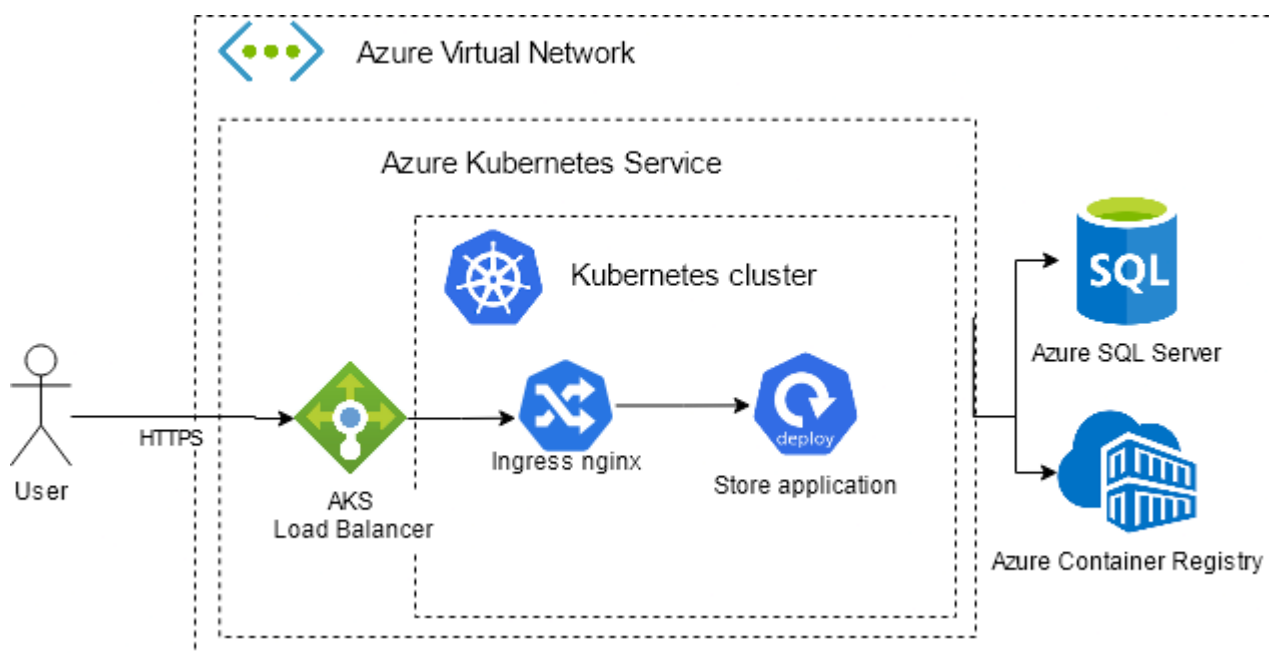 Azure Virtual Network
Azure Kubernetes Service
Kubernetes cluster
SQL
Azure SQL Server
HTTPS
User
AKS
Load Balancer
Ingress nginx
deploy
Store application
Azure Container Registry